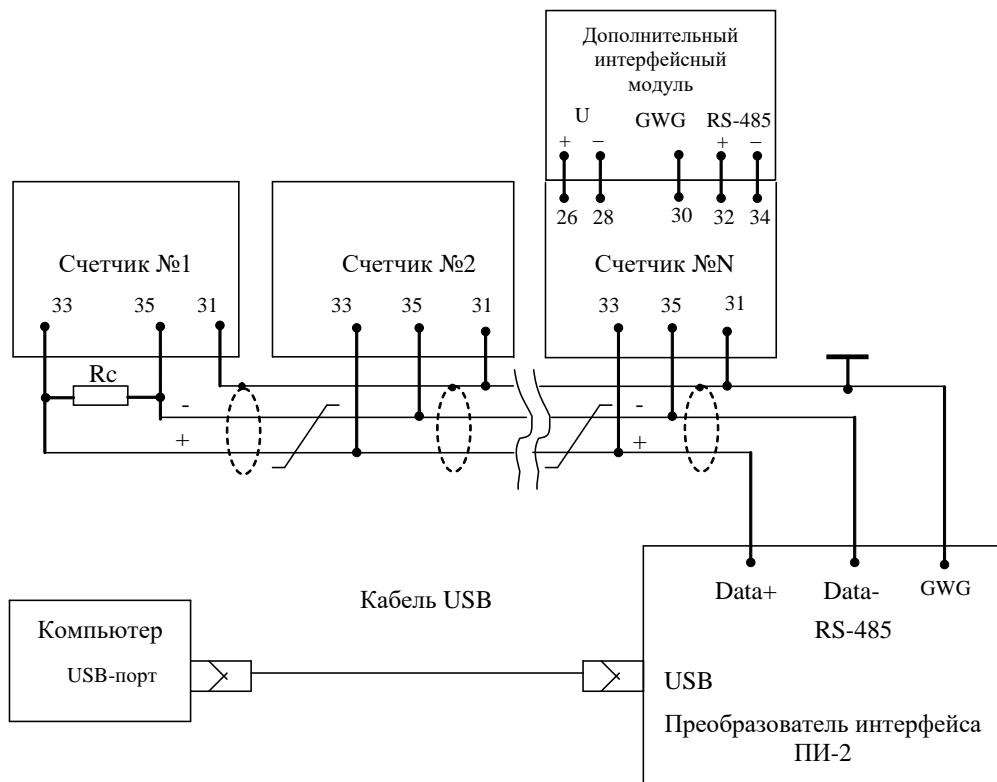 Дополнительный
интерфейсный
модуль
U GWG RS-485
+ – + –
26 28 30 32 34
Счетчик №1 Счетчик №2 Счетчик №N
33 35 31 33 35 31 33 35 31
Rc
- -
+ +
Data+ Data- GWG
RS-485
Кабель USB
Компьютер
USB-порт
USB
Преобразователь интерфейса
ПИ-2